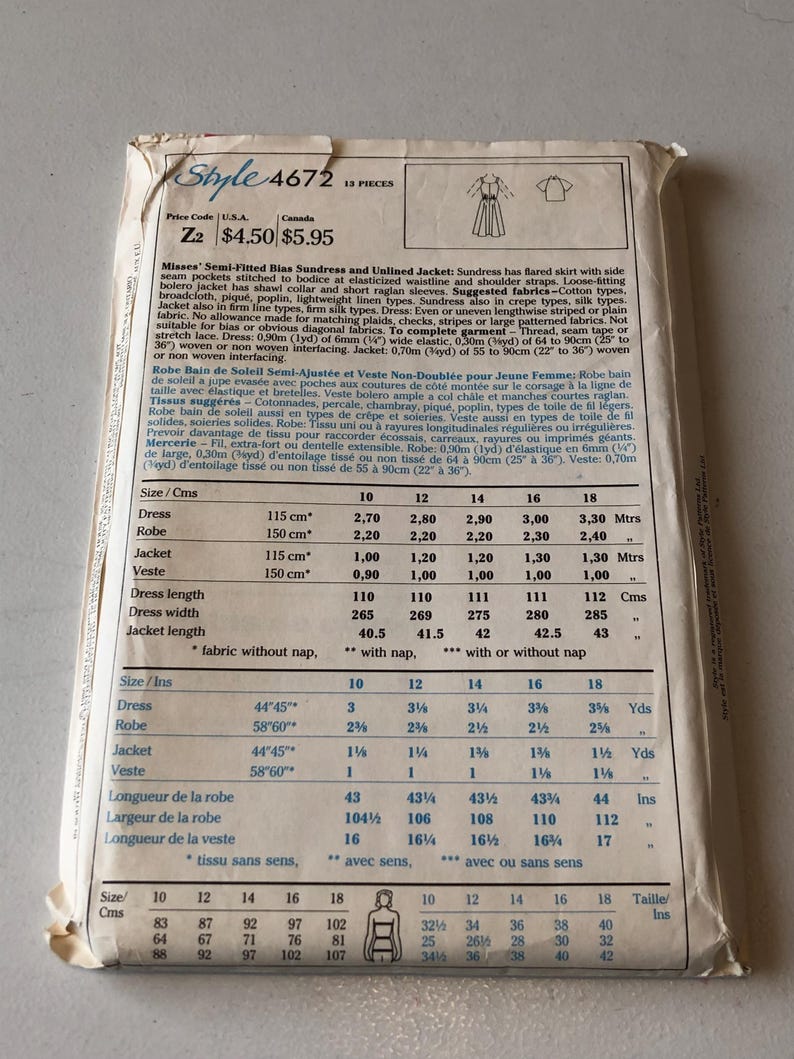 Style 4672 13 PIECES
Price Code U.S.A. Canada
Z2 $4.50 $5.95
Misses' Semi-Fitted Bias Sundress and Unlined Jacket: Sundress has flared skirt with side
seam pockets stitched to bodice at elasticized waistline and shoulder straps. Loose-fitting
bolero jacket has shawl collar and short raglan sleeves. Suggested fabrics – Cotton types,
broadcloth, piqué, poplin, lightweight linen types. Sundress also in crepe types, silk types.
Jacket also in firm line types, firm silk types. Dress: Even or uneven lengthwise striped or plain
fabric. No allowance made for matching plaids, checks, stripes or large patterned fabrics. Not
suitable for bias or obvious diagonal fabrics. To complete garment – Thread, seam tape or
stretch lace. Dress: 0,90m (1yd) of 6mm (¼") wide elastic, 0,30m (⅜yd) of 64 to 90cm (25" to
36") woven or non woven interfacing. Jacket: 0,70m (¾yd) of 55 to 90cm (22" to 36") woven
or non woven interfacing.
Robe Bain de Soleil Semi-Ajustée et Veste Non-Doublée pour Jeune Femme: Robe bain
de soleil a jupe evasée avec poches aux coutures de côté montée sur le corsage à la ligne de
taille avec élastique et bretelles. Veste bolero ample a col châle et manches courtes raglan.
Tissus suggérés – Cotonnades, percale, chambray, piqué, poplin, types de toile de fil légers.
Robe bain de soleil aussi en types de crêpe et soieries. Veste aussi en types de toile de fil
solides, soieries solides. Robe: Tissu uni ou à rayures longitudinales régulières ou irrégulières.
Prevoir davantage de tissu pour raccorder écossais, carreaux, rayures ou imprimés géants.
Mercerie – Fil, extra-fort ou dentelle extensible. Robe: 0,90m (1yd) d'élastique en 6mm (¼")
de large, 0,30m (⅜yd) d'entoilage tissé ou non tissé de 64 à 90cm (25" à 36"). Veste: 0,70m
(¾yd) d'entoilage tissé ou non tissé de 55 à 90cm (22" à 36").
Size / Cms 10 12 14 16 18
Dress 115 cm* 2,70 2,80 2,90 3,00 3,30 Mtrs
Robe 150 cm* 2,20 2,20 2,20 2,30 2,40 „
Jacket 115 cm* 1,00 1,20 1,20 1,30 1,30 Mtrs
Veste 150 cm* 0,90 1,00 1,00 1,00 1,00 „
Dress length 110 110 111 111 112 Cms
Dress width 265 269 275 280 285 „
Jacket length 40.5 41.5 42 42.5 43 „
* fabric without nap, ** with nap, *** with or without nap
Size / Ins 10 12 14 16 18
Dress 44"45"* 3 3⅛ 3¼ 3⅜ 3⅝ Yds
Robe 58"60"* 2⅜ 2⅜ 2½ 2½ 2⅝ „
Jacket 44"45"* 1⅛ 1¼ 1⅜ 1⅜ 1½ Yds
Veste 58"60"* 1 1 1 1⅛ 1⅛ „
Longueur de la robe 43 43¼ 43½ 43¾ 44 Ins
Largeur de la robe 104½ 106 108 110 112 „
Longueur de la veste 16 16¼ 16½ 16¾ 17 „
* tissu sans sens, ** avec sens, *** avec ou sans sens
Size/ Cms 10 12 14 16 18 10 12 14 16 18 Taille/ Ins
83 87 92 97 102 32½ 34 36 38 40
64 67 71 76 81 25 26½ 28 30 32
88 92 97 102 107 34½ 36 38 40 42
Style is a registered trademark of Style Patterns Ltd.
Style est la marque déposée et sous licence de Style Patterns Ltd